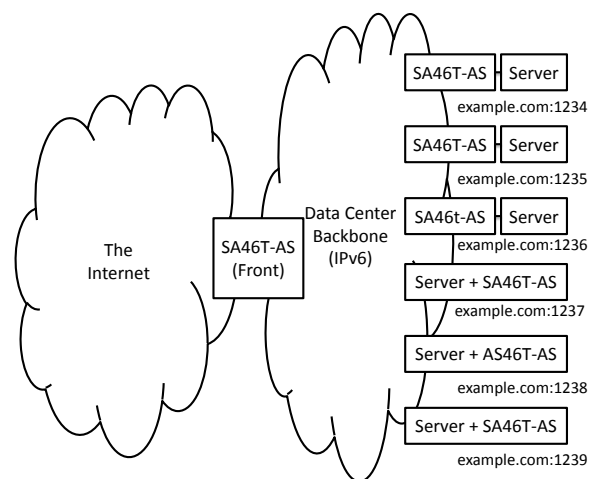 SA46T-AS Server
example.com:1234
SA46T-AS Server
example.com:1235
SA46t-AS Server
example.com:1236
The
Internet
SA46T-AS
(Front)
Data Center
Backbone
(IPv6)
Server + SA46T-AS
example.com:1237
Server + AS46T-AS
example.com:1238
Server + SA46T-AS
example.com:1239